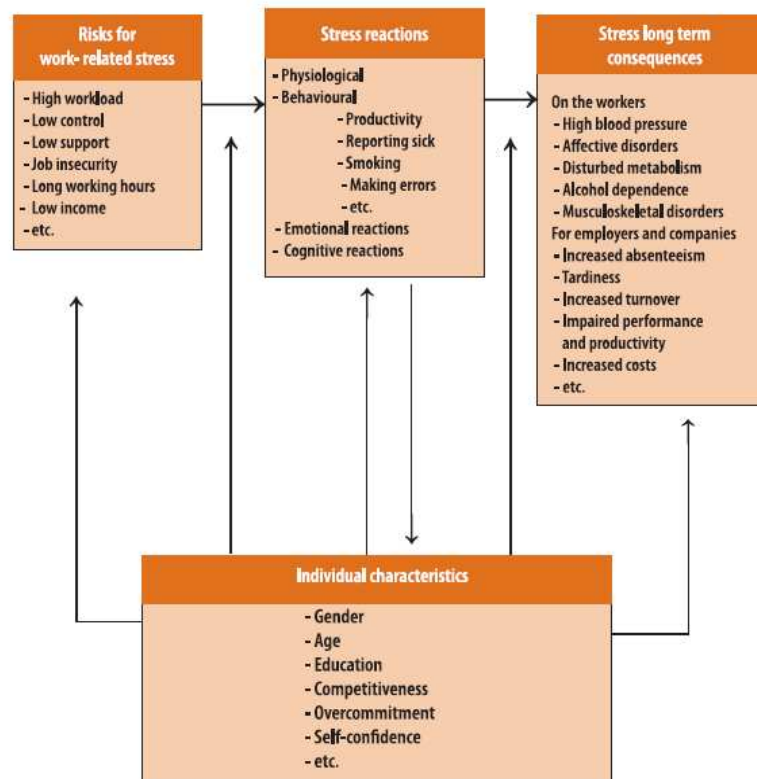 Risks for
work- related stress
- High workload
- Low control
- Low support
- Job insecurity
- Long working hours
- Low income
- etc.
Stress reactions
- Physiological
- Behavioural
- Productivity
- Reporting sick
- Smoking
- Making errors
- etc.
- Emotional reactions
- Cognitive reactions
Stress long term
consequences
On the workers
- High blood pressure
- Affective disorders
- Disturbed metabolism
- Alcohol dependence
- Musculoskeletal disorders
For employers and companies
- Increased absenteeism
- Tardiness
- Increased turnover
- Impaired performance
and productivity
- Increased costs
- etc.
Individual characteristics
- Gender
- Age
- Education
- Competitiveness
- Overcommitment
- Self-confidence
- etc.